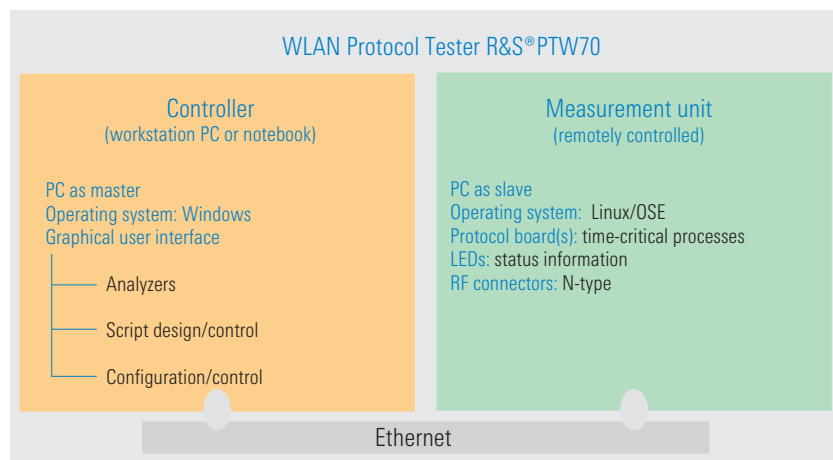 WLAN Protocol Tester R&S®PTW70
Controller
(workstation PC or notebook)
PC as master
Operating system: Windows
Graphical user interface
Analyzers
Script design/control
Configuration/control
Measurement unit
(remotely controlled)
PC as slave
Operating system: Linux/OSE
Protocol board(s): time-critical processes
LEDs: status information
RF connectors: N-type
Ethernet